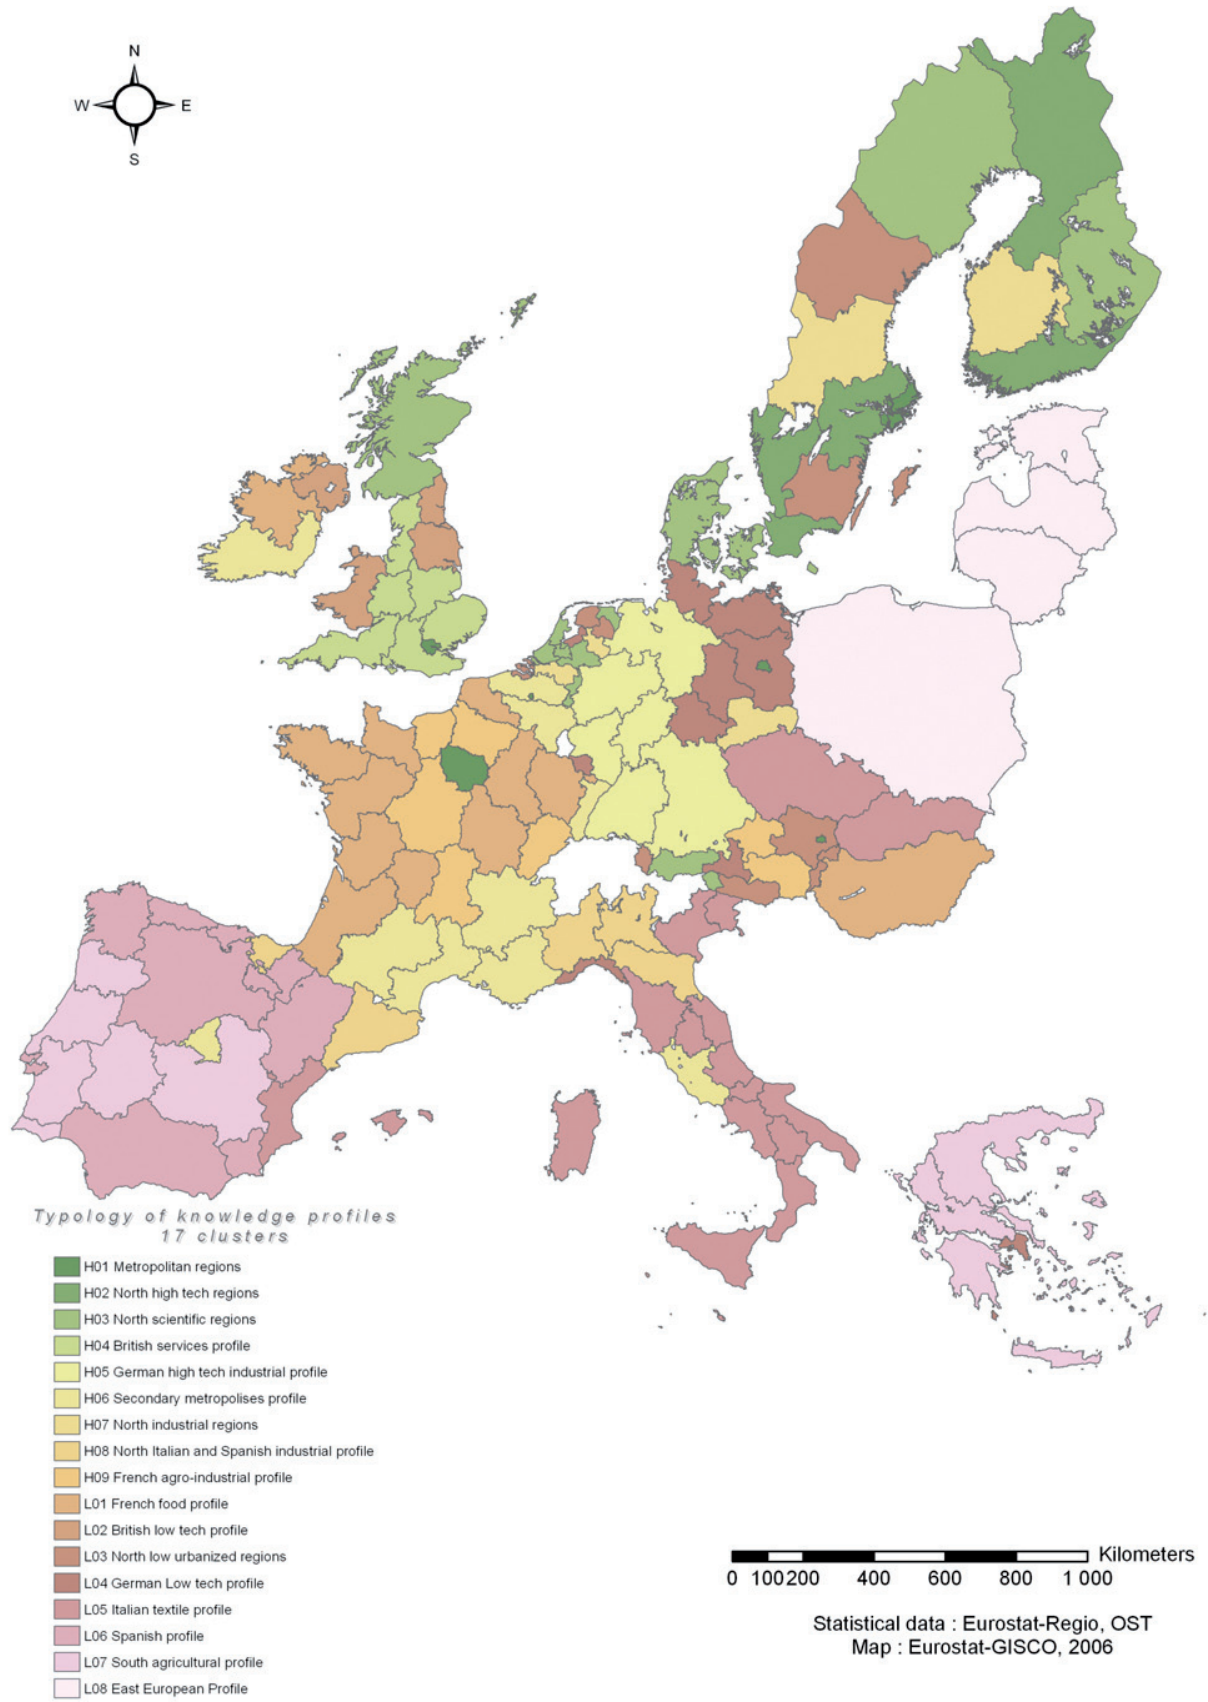 N
W E
S
Typology of knowledge profiles
17 clusters
H01 Metropolitan regions
H02 North high tech regions
H03 North scientific regions
H04 British services profile
H05 German high tech industrial profile
H06 Secondary metropolises profile
H07 North industrial regions
H08 North Italian and Spanish industrial profile
H09 French agro-industrial profile
L01 French food profile
L02 British low tech profile
L03 North low urbanized regions
L04 German Low tech profile
L05 Italian textile profile
L06 Spanish profile
L07 South agricultural profile
L08 East European Profile
Kilometers
0 100 200 400 600 800 1 000
Statistical data : Eurostat-Regio, OST
Map : Eurostat-GISCO, 2006